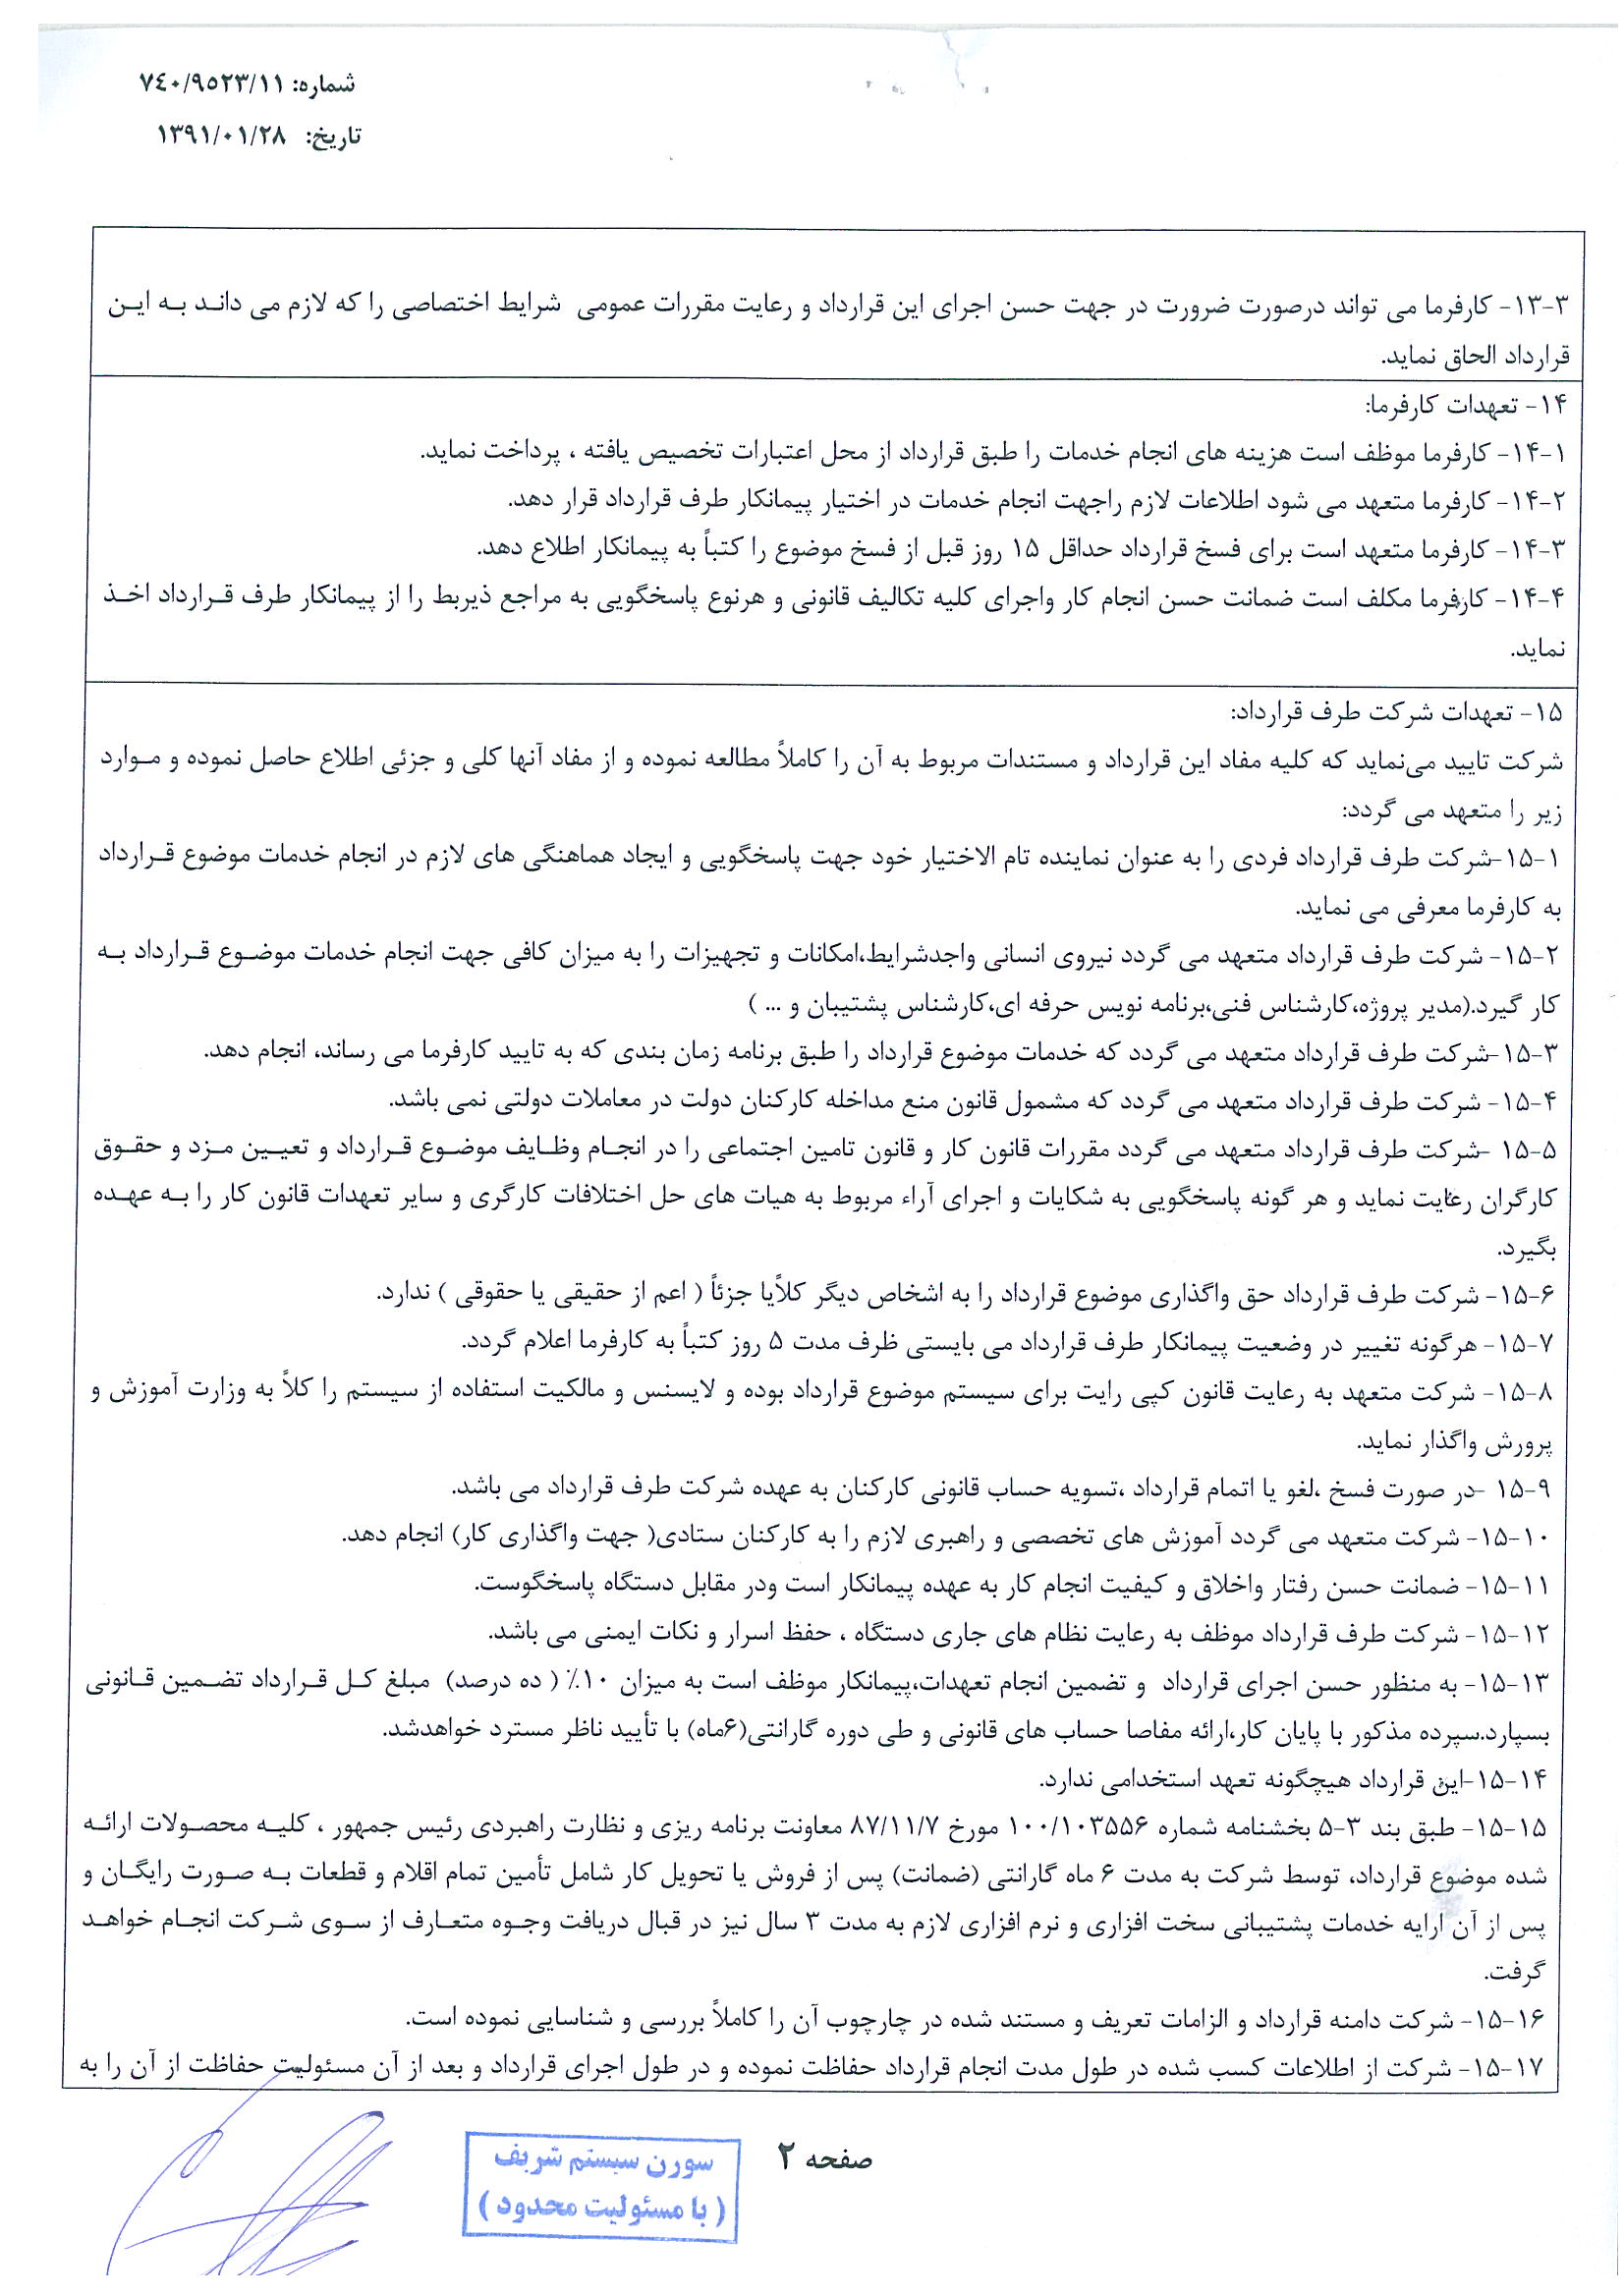 شماره: ۷۴۰/۹۵۲۳/۱۱
تاریخ: ۱۳۹۱/۰۱/۲۸
۱۳-۳- کارفرما می تواند درصورت ضرورت در جهت حسن اجرای این قرارداد و رعایت مقررات عمومی شرایط اختصاصی را که لازم می داند به این
قرارداد الحاق نماید.
۱۴- تعهدات کارفرما:
۱۴-۱- کارفرما موظف است هزینه های انجام خدمات را طبق قرارداد از محل اعتبارات تخصیص یافته ، پرداخت نماید.
۱۴-۲- کارفرما متعهد می شود اطلاعات لازم راجهت انجام خدمات در اختیار پیمانکار طرف قرارداد قرار دهد.
۱۴-۳- کارفرما متعهد است برای فسخ قرارداد حداقل ۱۵ روز قبل از فسخ موضوع را کتباً به پیمانکار اطلاع دهد.
۱۴-۴- کارفرما مکلف است ضمانت حسن انجام کار واجرای کلیه تکالیف قانونی و هرنوع پاسخگویی به مراجع ذیربط را از پیمانکار طرف قرارداد اخذ
نماید.
۱۵- تعهدات شرکت طرف قرارداد:
شرکت تایید می‌نماید که کلیه مفاد این قرارداد و مستندات مربوط به آن را کاملاً مطالعه نموده و از مفاد آنها کلی و جزئی اطلاع حاصل نموده و موارد
زیر را متعهد می گردد:
۱۵-۱-شرکت طرف قرارداد فردی را به عنوان نماینده تام الاختیار خود جهت پاسخگویی و ایجاد هماهنگی های لازم در انجام خدمات موضوع قرارداد
به کارفرما معرفی می نماید.
۱۵-۲- شرکت طرف قرارداد متعهد می گردد نیروی انسانی واجدشرایط،امکانات و تجهیزات را به میزان کافی جهت انجام خدمات موضوع قرارداد به
کار گیرد.(مدیر پروژه،کارشناس فنی،برنامه نویس حرفه ای،کارشناس پشتیبان و ... )
۱۵-۳-شرکت طرف قرارداد متعهد می گردد که خدمات موضوع قرارداد را طبق برنامه زمان بندی که به تایید کارفرما می رساند، انجام دهد.
۱۵-۴- شرکت طرف قرارداد متعهد می گردد که مشمول قانون منع مداخله کارکنان دولت در معاملات دولتی نمی باشد.
۱۵-۵ -شرکت طرف قرارداد متعهد می گردد مقررات قانون کار و قانون تامین اجتماعی را در انجام وظایف موضوع قرارداد و تعیین مزد و حقوق
کارگران رعایت نماید و هر گونه پاسخگویی به شکایات و اجرای آراء مربوط به هیات های حل اختلافات کارگری و سایر تعهدات قانون کار را به عهده
بگیرد.
۱۵-۶- شرکت طرف قرارداد حق واگذاری موضوع قرارداد را به اشخاص دیگر کلاًیا جزئاً ( اعم از حقیقی یا حقوقی ) ندارد.
۱۵-۷- هرگونه تغییر در وضعیت پیمانکار طرف قرارداد می بایستی ظرف مدت ۵ روز کتباً به کارفرما اعلام گردد.
۱۵-۸- شرکت متعهد به رعایت قانون کپی رایت برای سیستم موضوع قرارداد بوده و لایسنس و مالکیت استفاده از سیستم را کلاً به وزارت آموزش و
پرورش واگذار نماید.
۱۵-۹ -در صورت فسخ ،لغو یا اتمام قرارداد ،تسویه حساب قانونی کارکنان به عهده شرکت طرف قرارداد می باشد.
۱۵-۱۰- شرکت متعهد می گردد آموزش های تخصصی و راهبری لازم را به کارکنان ستادی( جهت واگذاری کار) انجام دهد.
۱۵-۱۱- ضمانت حسن رفتار واخلاق و کیفیت انجام کار به عهده پیمانکار است ودر مقابل دستگاه پاسخگوست.
۱۵-۱۲- شرکت طرف قرارداد موظف به رعایت نظام های جاری دستگاه ، حفظ اسرار و نکات ایمنی می باشد.
۱۵-۱۳- به منظور حسن اجرای قرارداد و تضمین انجام تعهدات،پیمانکار موظف است به میزان ۱۰٪ ( ده درصد) مبلغ کل قرارداد تضمین قانونی
بسپارد.سپرده مذکور با پایان کار،ارائه مفاصا حساب های قانونی و طی دوره گارانتی(۶ماه) با تأیید ناظر مسترد خواهدشد.
۱۵-۱۴-این قرارداد هیچگونه تعهد استخدامی ندارد.
۱۵-۱۵- طبق بند ۳-۵ بخشنامه شماره ۱۰۰/۱۰۳۵۵۶ مورخ ۸۷/۱۱/۷ معاونت برنامه ریزی و نظارت راهبردی رئیس جمهور ، کلیه محصولات ارائه
شده موضوع قرارداد، توسط شرکت به مدت ۶ ماه گارانتی (ضمانت) پس از فروش یا تحویل کار شامل تأمین تمام اقلام و قطعات به صورت رایگان و
پس از آن ارایه خدمات پشتیبانی سخت افزاری و نرم افزاری لازم به مدت ۳ سال نیز در قبال دریافت وجوه متعارف از سوی شرکت انجام خواهد
گرفت.
۱۵-۱۶- شرکت دامنه قرارداد و الزامات تعریف و مستند شده در چارچوب آن را کاملاً بررسی و شناسایی نموده است.
۱۵-۱۷- شرکت از اطلاعات کسب شده در طول مدت انجام قرارداد حفاظت نموده و در طول اجرای قرارداد و بعد از آن مسئولیت حفاظت از آن را به
صفحه ۲
سورن سیستم شریف
( با مسئولیت محدود )